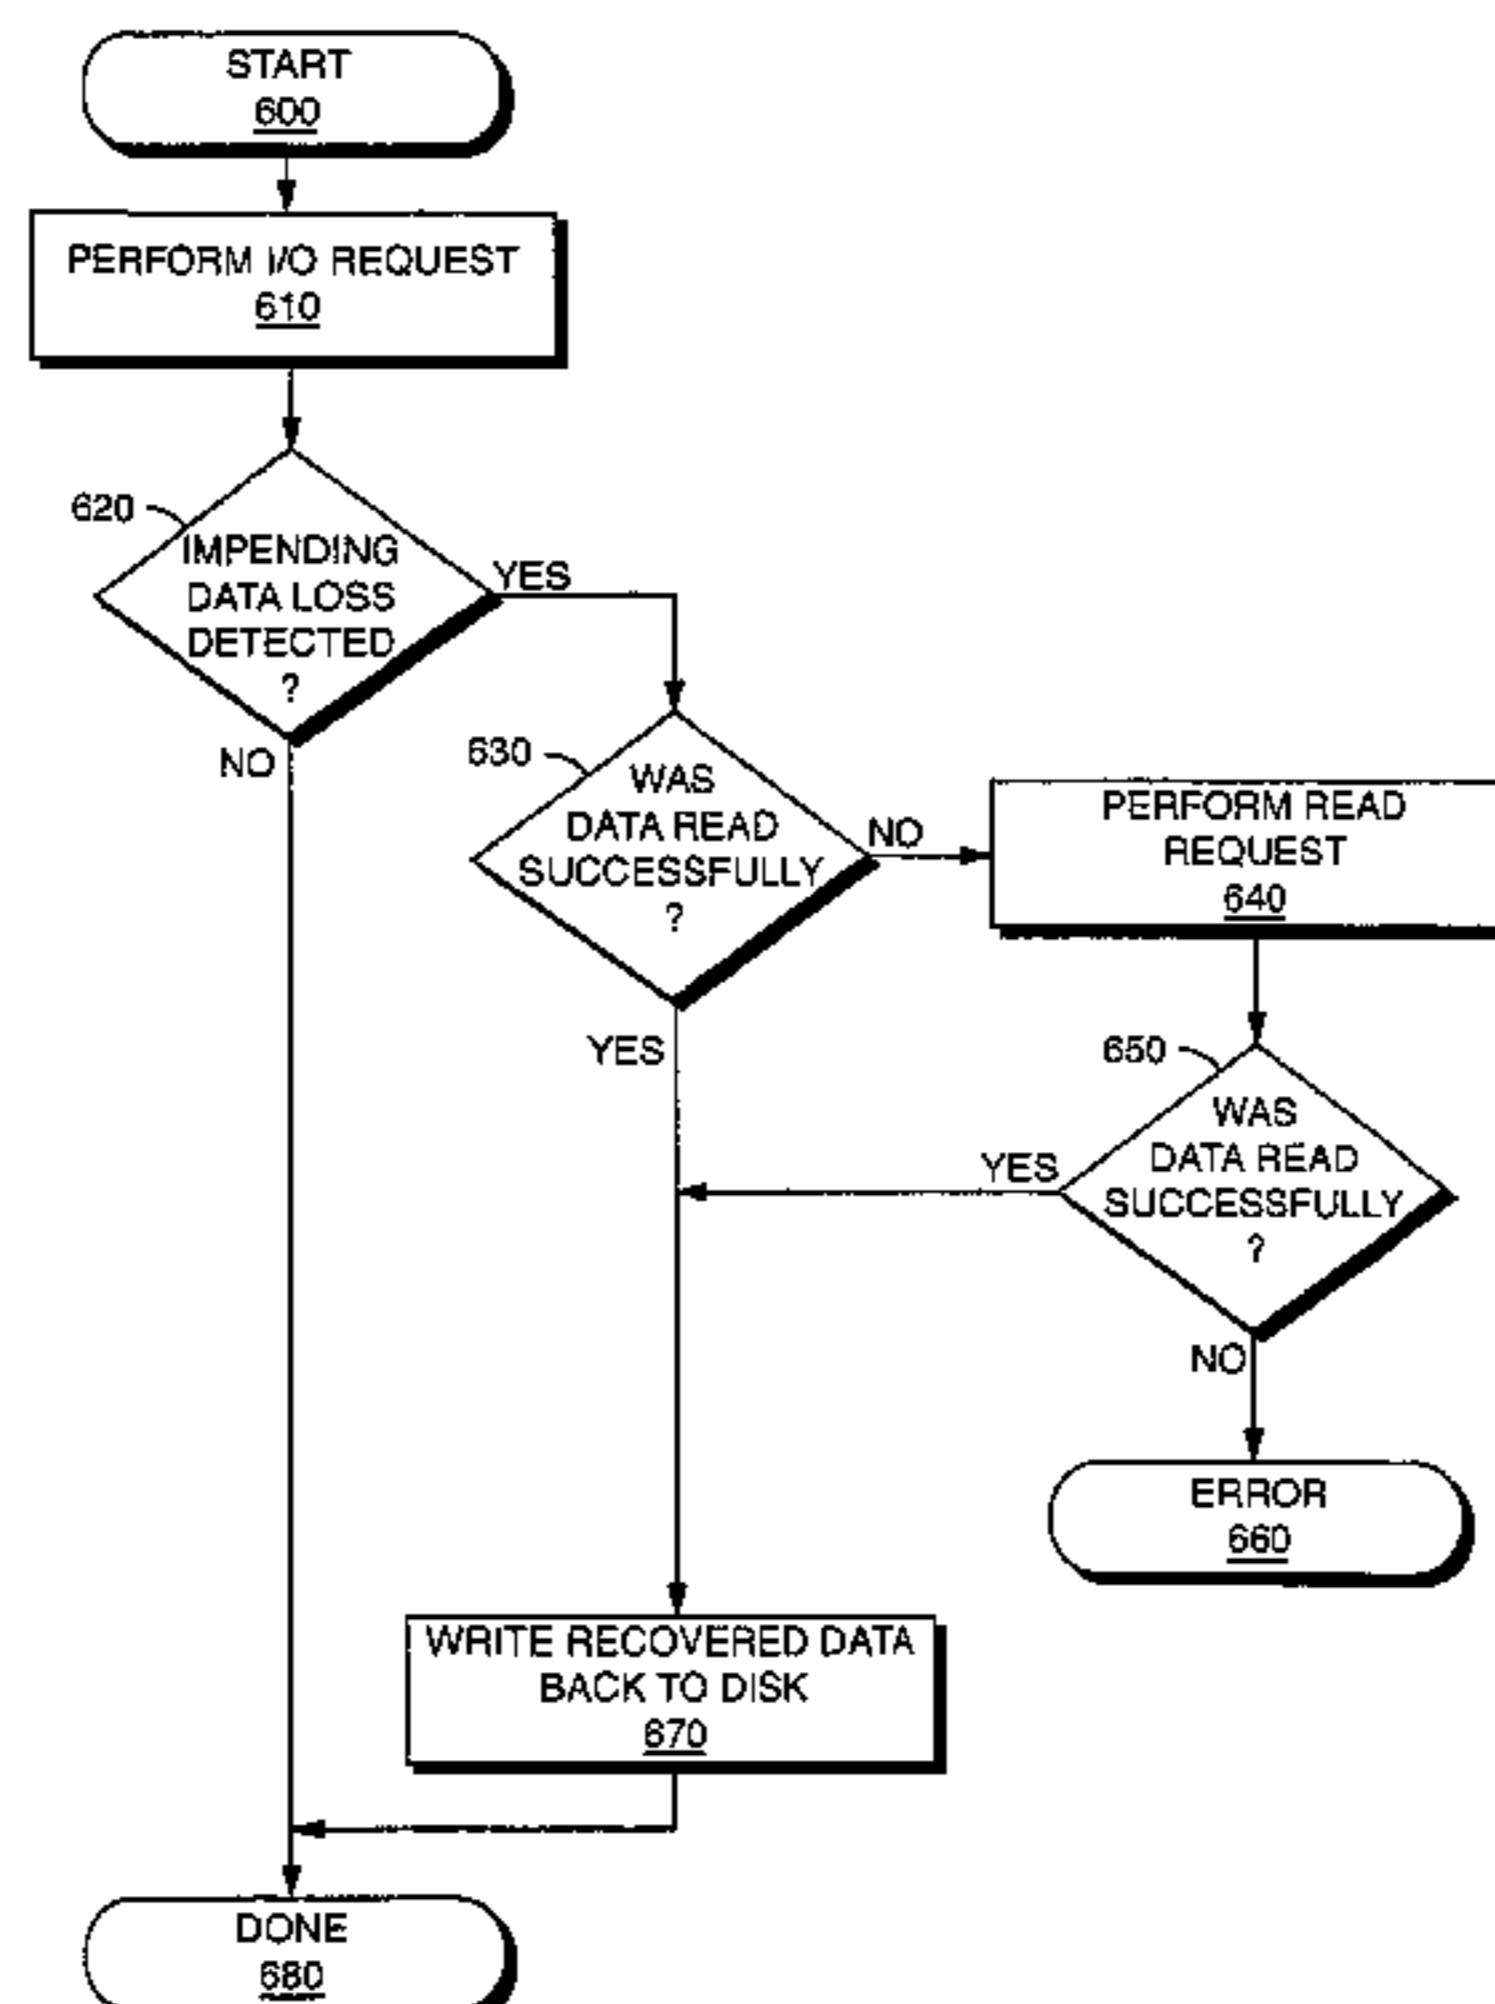 START
600
PERFORM I/O REQUEST
610
620
IMPENDING
DATA LOSS
DETECTED
?
YES
NO
630
WAS
DATA READ
SUCCESSFULLY
?
NO
YES
PERFORM READ
REQUEST
640
650
WAS
DATA READ
SUCCESSFULLY
?
YES
NO
ERROR
660
WRITE RECOVERED DATA
BACK TO DISK
670
DONE
680